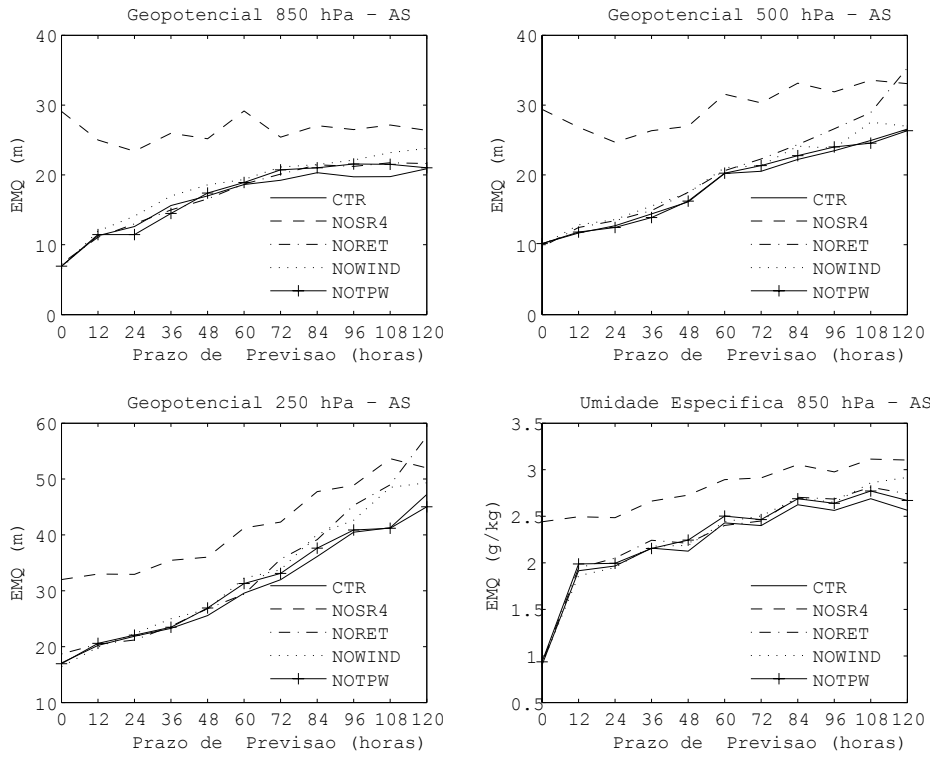 Geopotencial 850 hPa − AS
40
30
20
10
0
EMQ (m)
CTR
NOSR4
NORET
NOWIND
NOTPW
0 12 24 36 48 60 72 84 96 108 120
Prazo de Previsao (horas)
Geopotencial 500 hPa − AS
40
30
20
10
0
EMQ (m)
CTR
NOSR4
NORET
NOWIND
NOTPW
0 12 24 36 48 60 72 84 96 108 120
Prazo de Previsao (horas)
Geopotencial 250 hPa − AS
60
50
40
30
20
10
EMQ (m)
CTR
NOSR4
NORET
NOWIND
NOTPW
0 12 24 36 48 60 72 84 96 108 120
Prazo de Previsao (horas)
Umidade Especifica 850 hPa − AS
3.5
3
2.5
2
1.5
1
0.5
EMQ (g/kg)
CTR
NOSR4
NORET
NOWIND
NOTPW
0 12 24 36 48 60 72 84 96 108 120
Prazo de Previsao (horas)